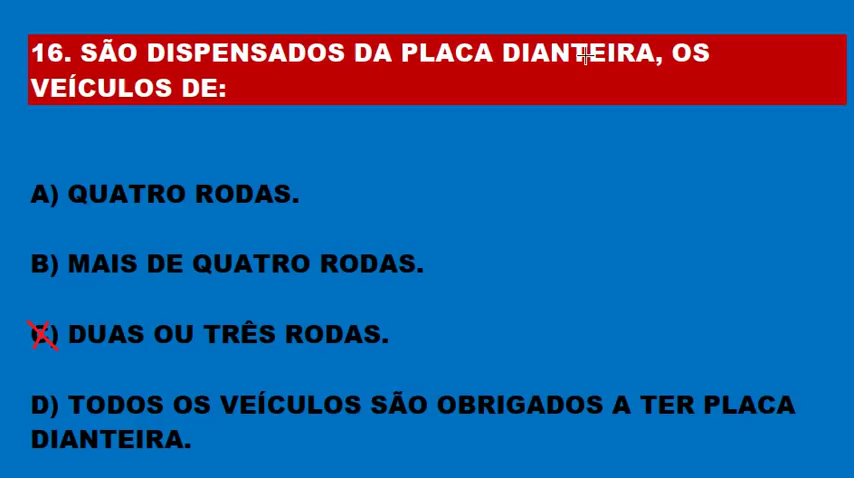 16. SÃO DISPENSADOS DA PLACA DIANTEIRA, OS
VEÍCULOS DE:
A) QUATRO RODAS.
B) MAIS DE QUATRO RODAS.
C) DUAS OU TRÊS RODAS.
D) TODOS OS VEÍCULOS SÃO OBRIGADOS A TER PLACA
DIANTEIRA.